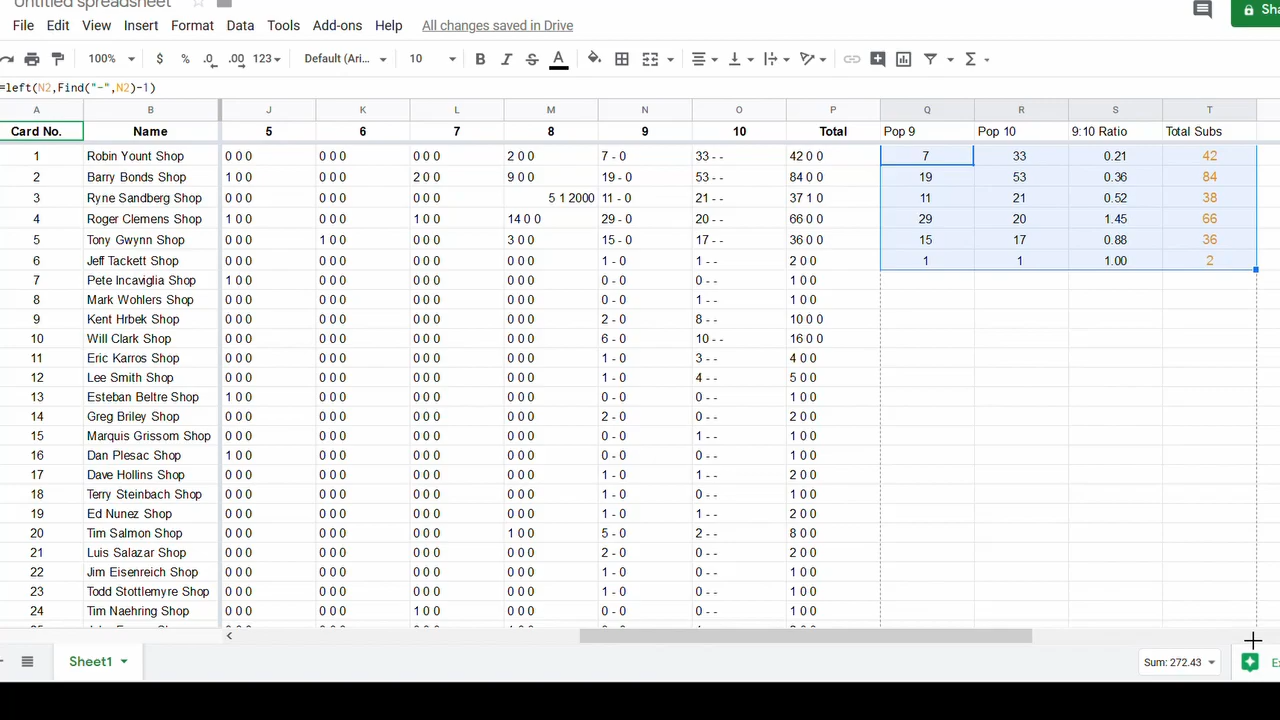 Untitled spreadsheet
File Edit View Insert Format Data Tools Add-ons Help All changes saved in Drive
100% $ % .0 .00 123 Default (Ari... 10 B I S A
=left(N2,Find("-",N2)-1)
A B J K L M N O P Q R S T
Card No. Name 5 6 7 8 9 10 Total Pop 9 Pop 10 9:10 Ratio Total Subs
1 Robin Yount Shop 0 0 0 0 0 0 0 0 0 2 0 0 7 - 0 33 - - 42 0 0 7 33 0.21 42
2 Barry Bonds Shop 1 0 0 0 0 0 2 0 0 9 0 0 19 - 0 53 - - 84 0 0 19 53 0.36 84
3 Ryne Sandberg Shop 0 0 0 0 0 0 0 0 0 5 1 2000 11 - 0 21 - - 37 1 0 11 21 0.52 38
4 Roger Clemens Shop 1 0 0 0 0 0 1 0 0 14 0 0 29 - 0 20 - - 66 0 0 29 20 1.45 66
5 Tony Gwynn Shop 0 0 0 1 0 0 0 0 0 3 0 0 15 - 0 17 - - 36 0 0 15 17 0.88 36
6 Jeff Tackett Shop 0 0 0 0 0 0 0 0 0 0 0 0 1 - 0 1 - - 2 0 0 1 1 1.00 2
7 Pete Incaviglia Shop 1 0 0 0 0 0 0 0 0 0 0 0 0 - 0 0 - - 1 0 0
8 Mark Wohlers Shop 0 0 0 0 0 0 0 0 0 0 0 0 0 - 0 1 - - 1 0 0
9 Kent Hrbek Shop 0 0 0 0 0 0 0 0 0 0 0 0 2 - 0 8 - - 10 0 0
10 Will Clark Shop 0 0 0 0 0 0 0 0 0 0 0 0 6 - 0 10 - - 16 0 0
11 Eric Karros Shop 0 0 0 0 0 0 0 0 0 0 0 0 1 - 0 3 - - 4 0 0
12 Lee Smith Shop 0 0 0 0 0 0 0 0 0 0 0 0 1 - 0 4 - - 5 0 0
13 Esteban Beltre Shop 1 0 0 0 0 0 0 0 0 0 0 0 0 - 0 0 - - 1 0 0
14 Greg Briley Shop 0 0 0 0 0 0 0 0 0 0 0 0 2 - 0 0 - - 2 0 0
15 Marquis Grissom Shop 0 0 0 0 0 0 0 0 0 0 0 0 0 - 0 1 - - 1 0 0
16 Dan Plesac Shop 1 0 0 0 0 0 0 0 0 0 0 0 0 - 0 0 - - 1 0 0
17 Dave Hollins Shop 0 0 0 0 0 0 0 0 0 0 0 0 1 - 0 1 - - 2 0 0
18 Terry Steinbach Shop 0 0 0 0 0 0 0 0 0 0 0 0 1 - 0 0 - - 1 0 0
19 Ed Nunez Shop 0 0 0 0 0 0 0 0 0 0 0 0 1 - 0 1 - - 2 0 0
20 Tim Salmon Shop 0 0 0 0 0 0 0 0 0 1 0 0 5 - 0 2 - - 8 0 0
21 Luis Salazar Shop 0 0 0 0 0 0 0 0 0 0 0 0 2 - 0 0 - - 2 0 0
22 Jim Eisenreich Shop 0 0 0 0 0 0 0 0 0 0 0 0 1 - 0 0 - - 1 0 0
23 Todd Stottlemyre Shop 0 0 0 0 0 0 0 0 0 0 0 0 1 - 0 0 - - 1 0 0
24 Tim Naehring Shop 0 0 0 0 0 0 1 0 0 0 0 0 0 - 0 0 - - 1 0 0
Sheet1 Sum: 272.43